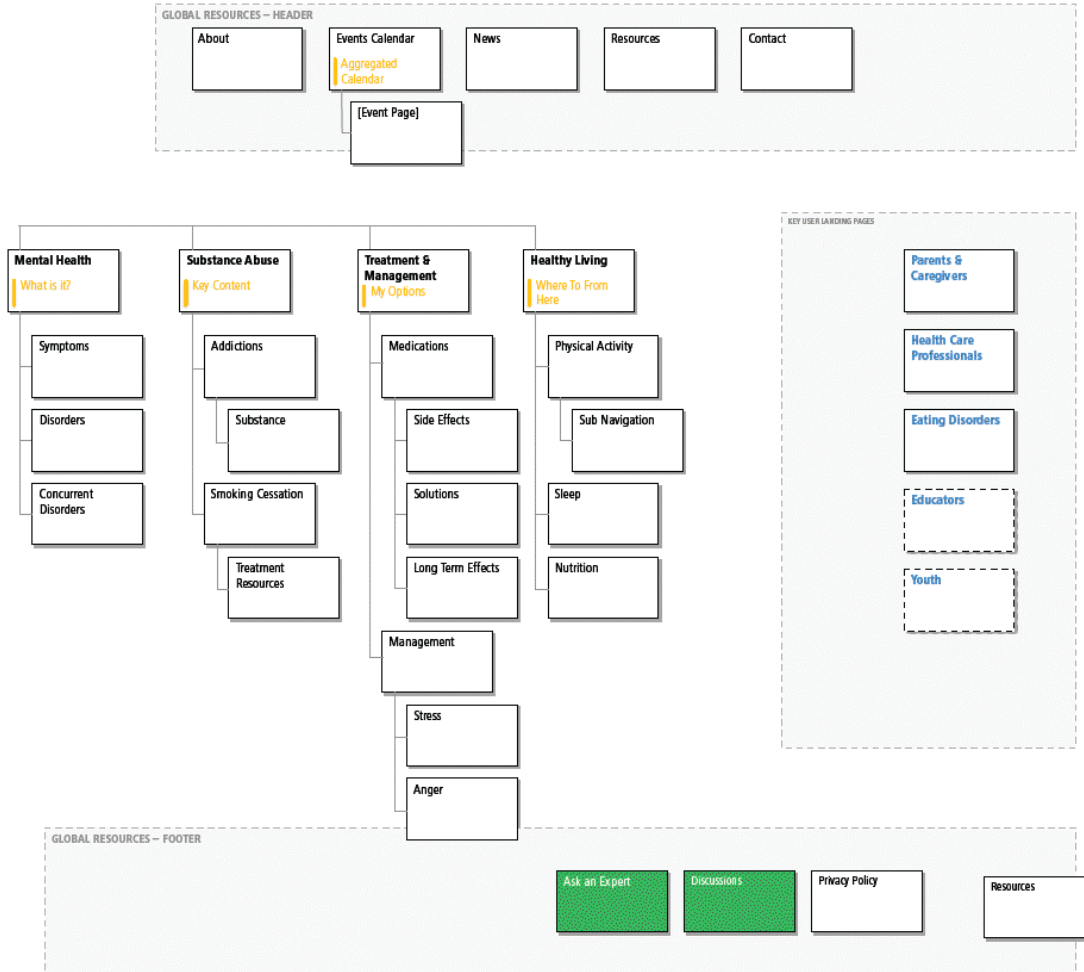 GLOBAL RESOURCES – HEADER
About
Events Calendar
Aggregated
Calendar
[Event Page]
News
Resources
Contact
KEY USER LANDING PAGES
Parents &
Caregivers
Health Care
Professionals
Eating Disorders
Educators
Youth
Mental Health
What is it?
Symptoms
Disorders
Concurrent
Disorders
Substance Abuse
Key Content
Addictions
Substance
Smoking Cessation
Treatment
Resources
Treatment &
Management
My Options
Medications
Side Effects
Solutions
Long Term Effects
Management
Stress
Anger
Healthy Living
Where To From
Here
Physical Activity
Sub Navigation
Sleep
Nutrition
GLOBAL RESOURCES – FOOTER
Ask an Expert
Discussions
Privacy Policy
Resources